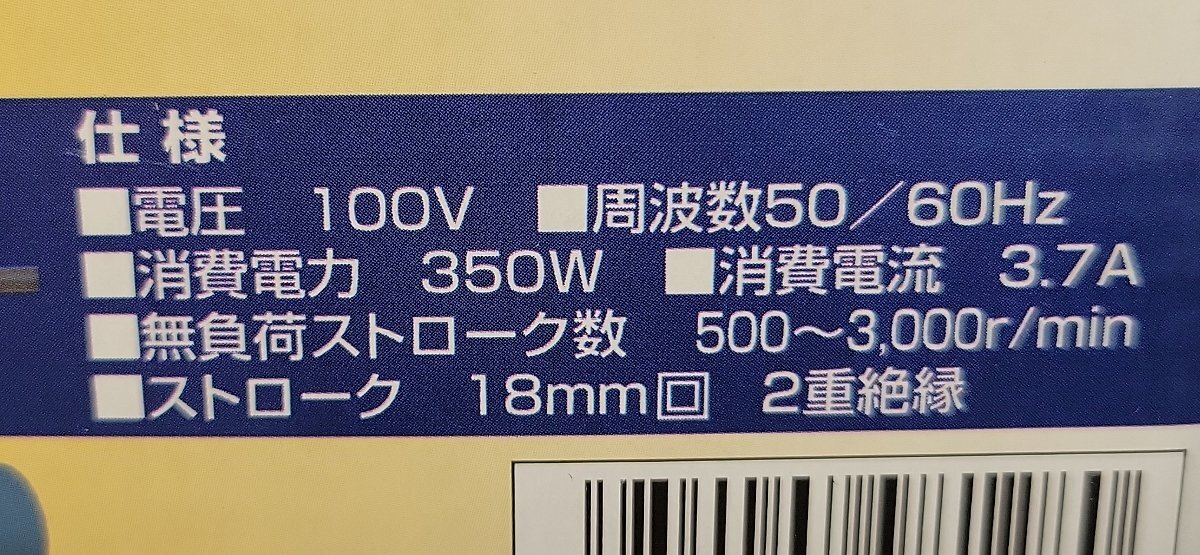 仕様
■電圧　100V　■周波数50／60Hz
■消費電力　350W　■消費電流　3.7A
■無負荷ストローク数　500〜3,000r/min
■ストローク　18mm回　2重絶縁